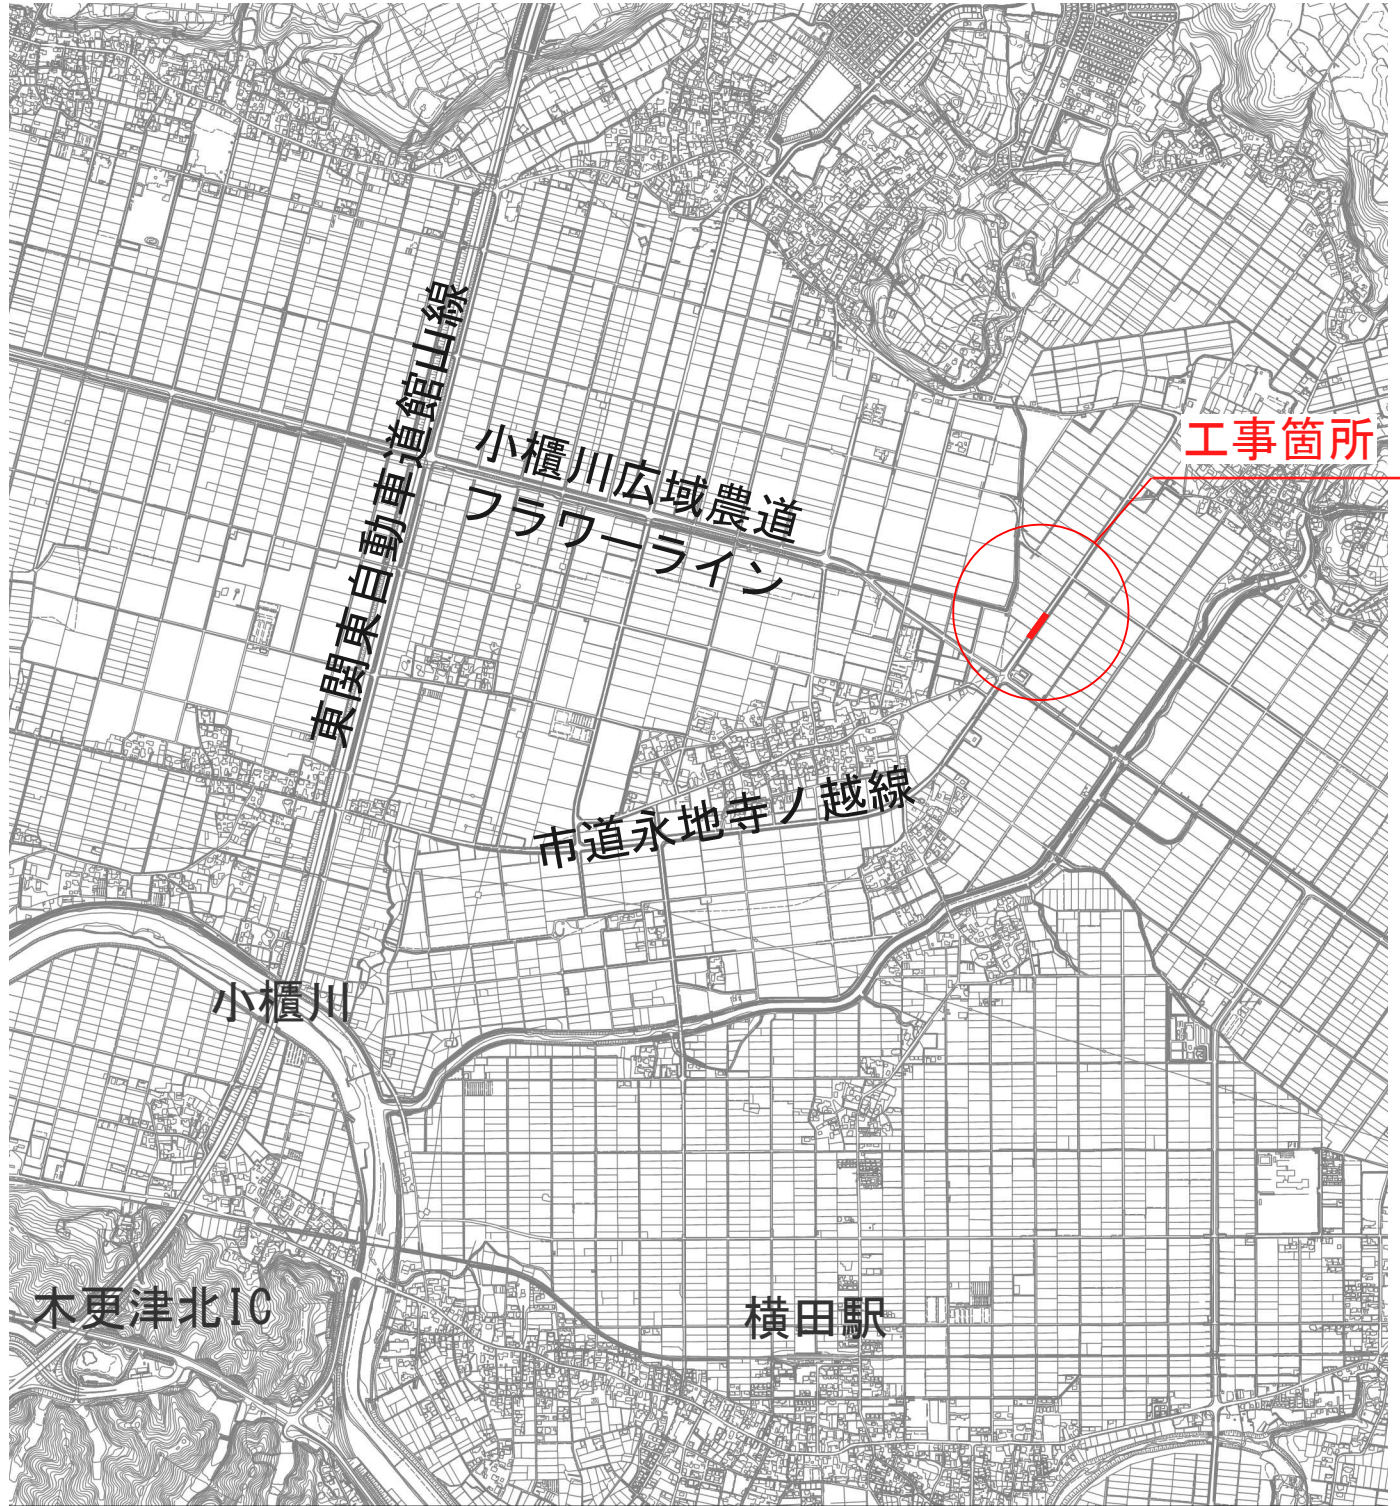 東関東自動車道館山線
小櫃川広域農道
フラワーライン
工事箇所
市道永地寺ノ越線
小櫃川
木更津北IC
横田駅